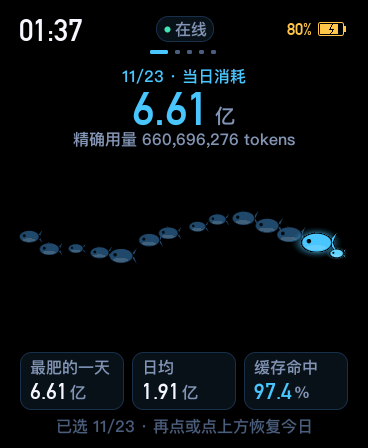 01:37 在线 80%
11/23 · 当日消耗
6.61 亿
精确用量 660,696,276 tokens
最肥的一天 日均 缓存命中
6.61 亿 1.91 亿 97.4 %
已选 11/23 · 再点或点上方恢复今日